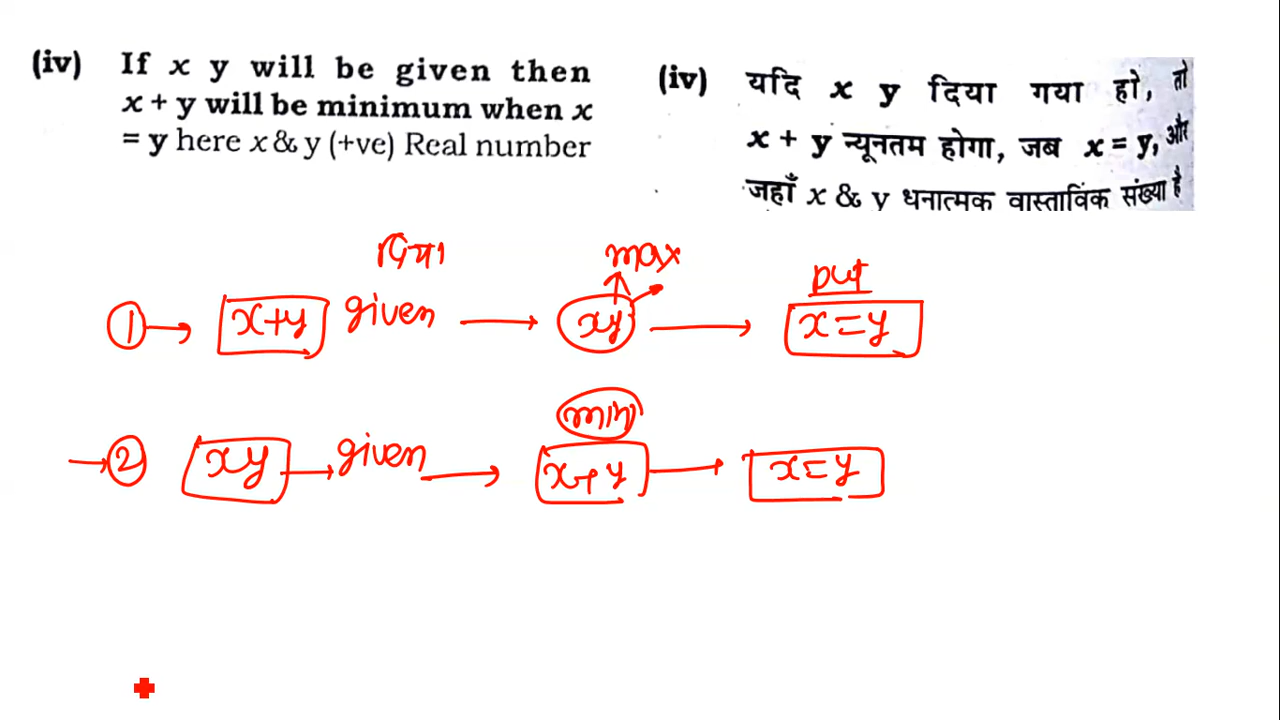 (iv) If x y will be given then
x + y will be minimum when x
= y here x & y (+ve) Real number
(iv) यदि x y दिया गया हो, तो
x + y न्यूनतम होगा, जब x = y, और
जहाँ x & y धनात्मक वास्ताविक संख्या है
दिया max put
1 → x+y given → xy → x=y
min
→ 2 xy → given → x+y → x=y